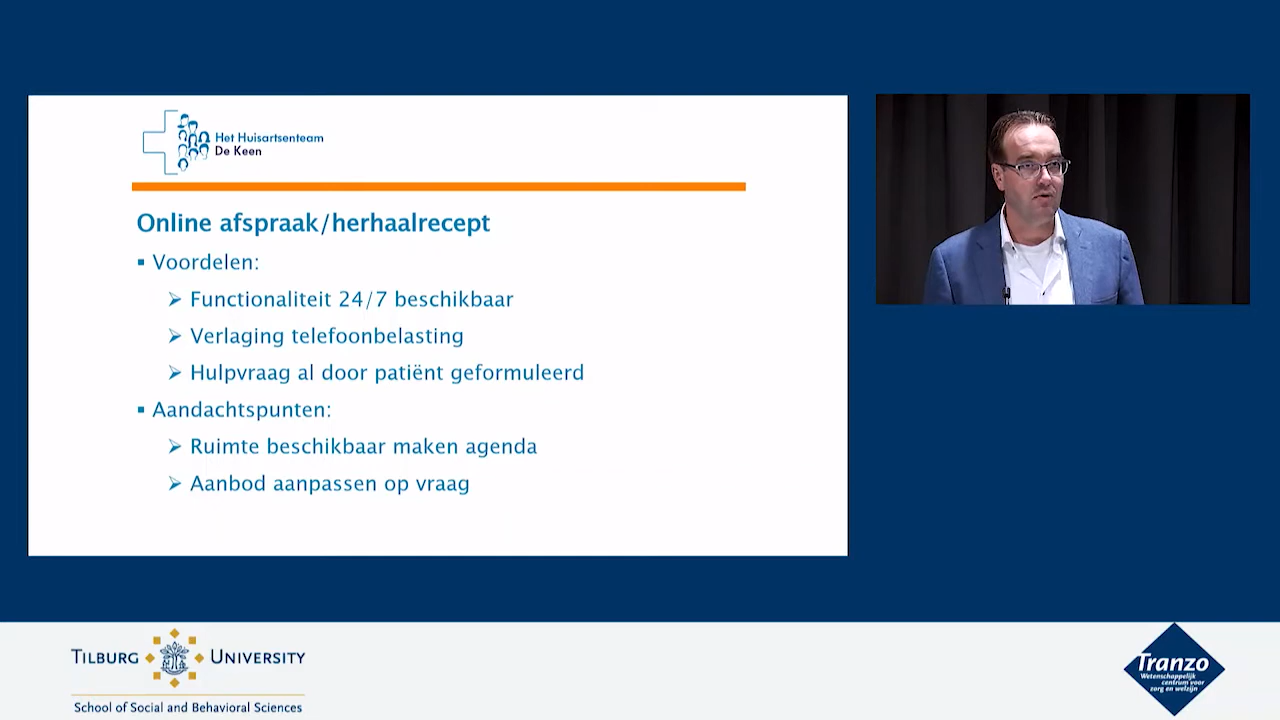 Het Huisartsenteam
De Keen
Online afspraak/herhaalrecept
Voordelen:
Functionaliteit 24/7 beschikbaar
Verlaging telefoonbelasting
Hulpvraag al door patiënt geformuleerd
Aandachtspunten:
Ruimte beschikbaar maken agenda
Aanbod aanpassen op vraag
TILBURG UNIVERSITY
School of Social and Behavioral Sciences
Tranzo
Wetenschappelijk
centrum voor
zorg en welzijn